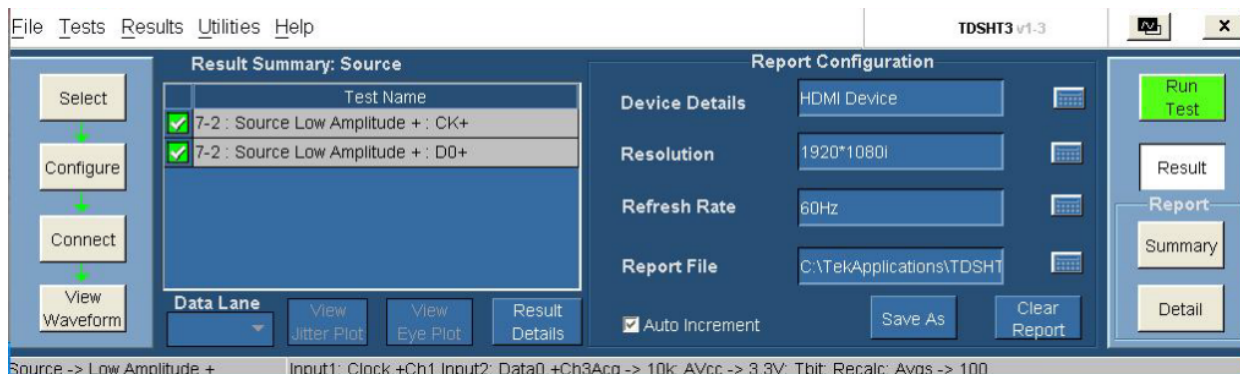 File Tests Results Utilities Help
TDSHT3 v1-3
x
Select
Configure
Connect
View
Waveform
Result Summary: Source
Test Name
7-2 : Source Low Amplitude + : CK+
7-2 : Source Low Amplitude + : D0+
Data Lane
View
Jitter Plot
View
Eye Plot
Result
Details
Report Configuration
Device Details
HDMI Device
Resolution
1920*1080i
Refresh Rate
60Hz
Report File
C:\TekApplications\TDSHT
Auto Increment
Save As
Clear
Report
Run
Test
Result
Report
Summary
Detail
Source -> Low Amplitude +
Input1: Clock +Ch1 Input2: Data0 +Ch3Acq -> 10k: AVcc -> 3.3V: Tbit: Recalc: Avgs -> 100